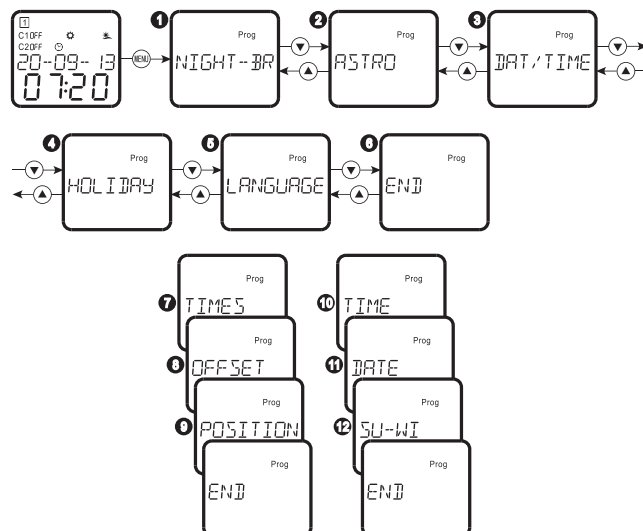 1
C1OFF
C2OFF
20-09-13
07:20
MENU
1
Prog
NIGHT-BR
2
Prog
ASTRO
3
Prog
DAT/TIME
4
Prog
HOLIDAY
5
Prog
LANGUAGE
6
Prog
END
7
Prog
TIMES
8
Prog
OFFSET
9
Prog
POSITION
Prog
END
10
Prog
TIME
11
Prog
DATE
12
Prog
SU-WI
Prog
END